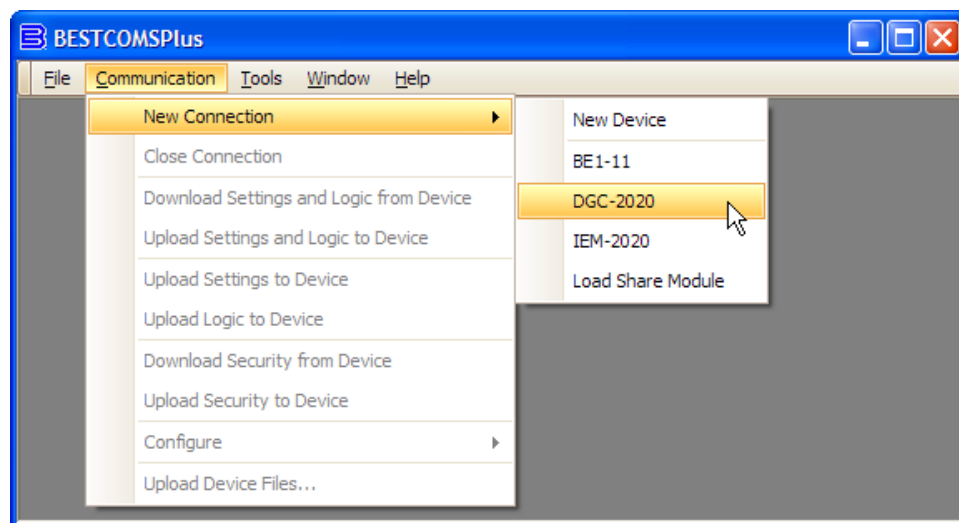 BESTCOMSPlus
File Communication Tools Window Help
New Connection
Close Connection
Download Settings and Logic from Device
Upload Settings and Logic to Device
Upload Settings to Device
Upload Logic to Device
Download Security from Device
Upload Security to Device
Configure
Upload Device Files...
New Device
BE1-11
DGC-2020
IEM-2020
Load Share Module